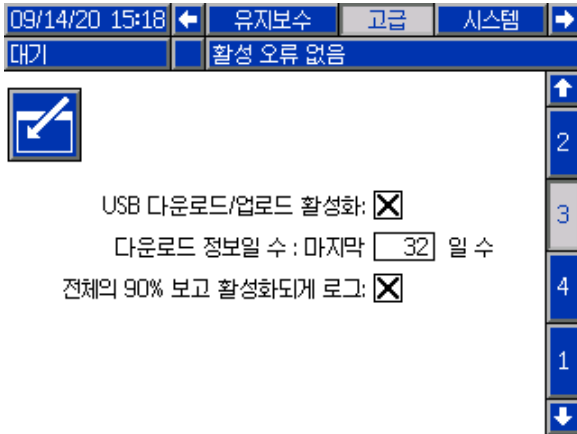 09/14/20 15:18 유지보수 고급 시스템
대기 활성 오류 없음
2
USB 다운로드/업로드 활성화:
3
다운로드 정보일 수 : 마지막 32 일 수
전체의 90% 보고 활성화되게 로그:
4
1